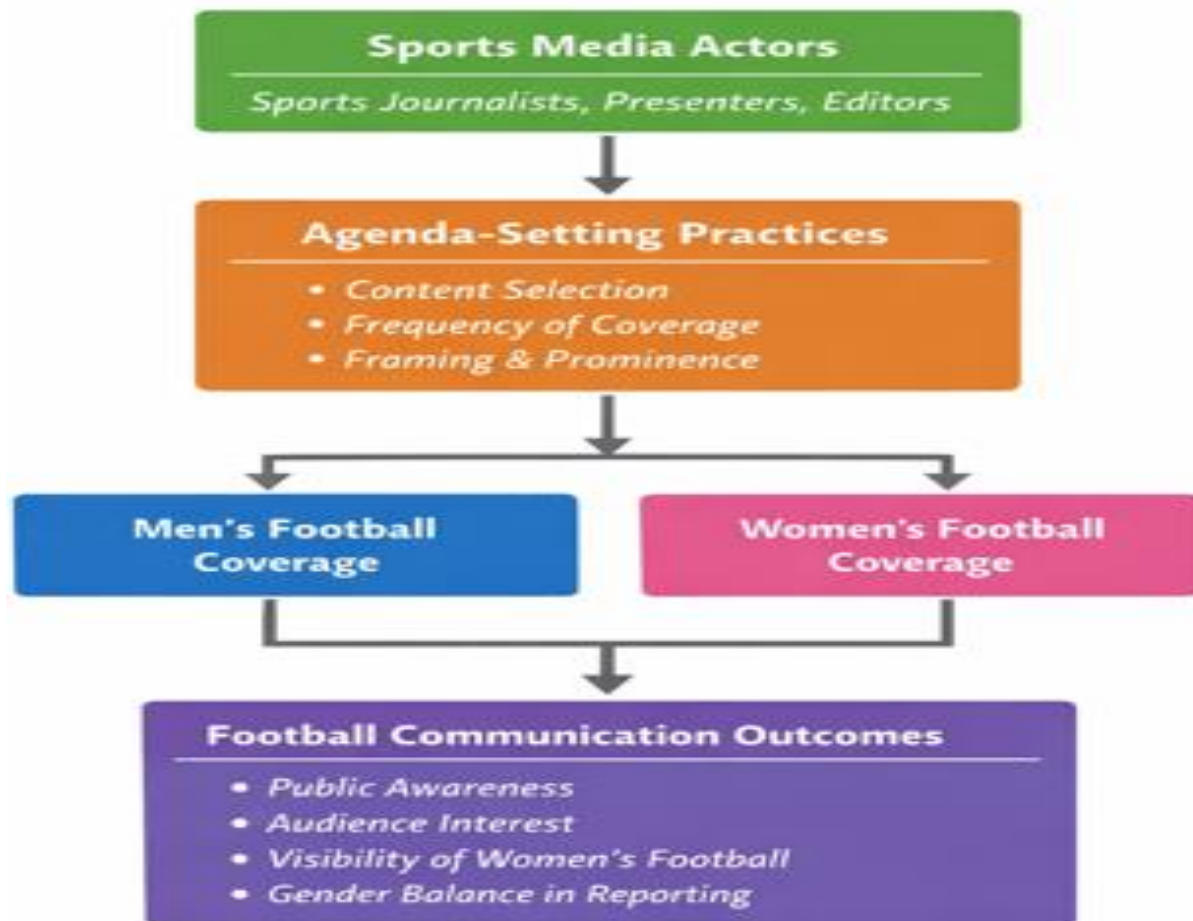 Sports Media Actors
Sports Journalists, Presenters, Editors
Agenda-Setting Practices
• Content Selection
• Frequency of Coverage
• Framing & Prominence
Men's Football
Coverage
Women's Football
Coverage
Football Communication Outcomes
• Public Awareness
• Audience Interest
• Visibility of Women's Football
• Gender Balance in Reporting